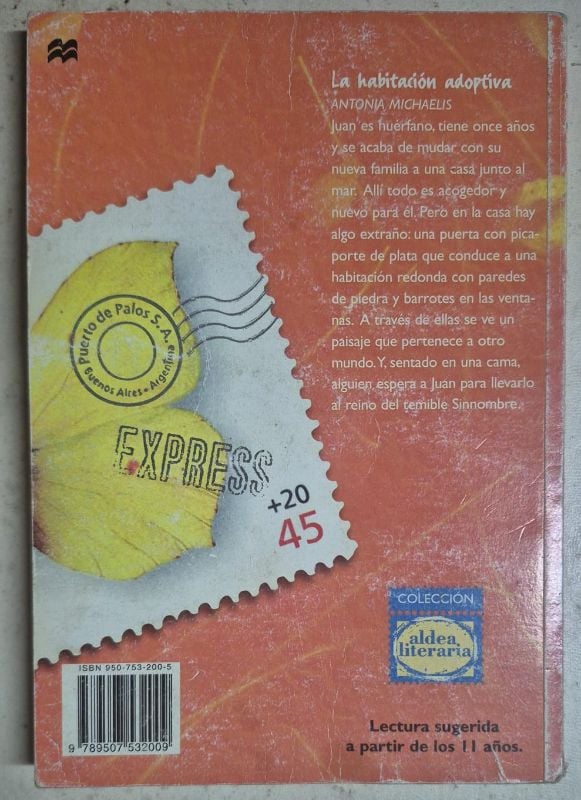 La habitación adoptiva
ANTONIA MICHAELIS
Juan es huérfano, tiene once años
y se acaba de mudar con su
nueva familia a una casa junto al
mar. Allí todo es acogedor y
nuevo para él. Pero en la casa hay
algo extraño: una puerta con pica-
porte de plata que conduce a una
habitación redonda con paredes
de piedra y barrotes en las venta-
nas. A través de ellas se ve un
paisaje que pertenece a otro
mundo. Y, sentado en una cama,
alguien espera a Juan para llevarlo
al reino del temible Sinnombre.
Puerto de Palos S.A.
Buenos Aires • Argentina
EXPRESS
+20
45
COLECCIÓN
aldea
literaria
ISBN 950-753-200-5
9 789507 532009
Lectura sugerida
a partir de los 11 años.